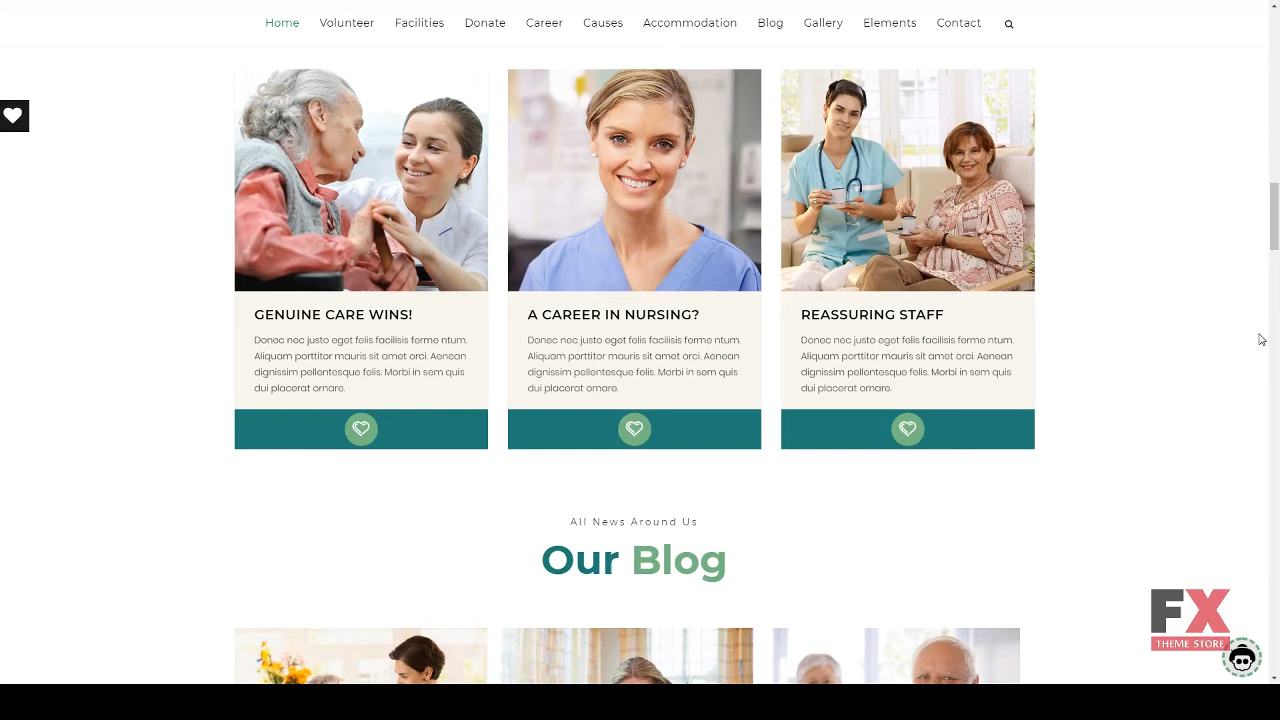 Home Volunteer Facilities Donate Career Causes Accommodation Blog Gallery Elements Contact
GENUINE CARE WINS!
Donec nec justo eget felis facilisis ferme ntum.
Aliquam porttitor mauris sit amet orci. Aenean
dignissim pellentesque felis. Morbi in sem quis
dui placerat ornare.
A CAREER IN NURSING?
Donec nec justo eget felis facilisis ferme ntum.
Aliquam porttitor mauris sit amet orci. Aenean
dignissim pellentesque felis. Morbi in sem quis
dui placerat ornare.
REASSURING STAFF
Donec nec justo eget felis facilisis ferme ntum.
Aliquam porttitor mauris sit amet orci. Aenean
dignissim pellentesque felis. Morbi in sem quis
dui placerat ornare.
All News Around Us
Our Blog
FX
THEME STORE